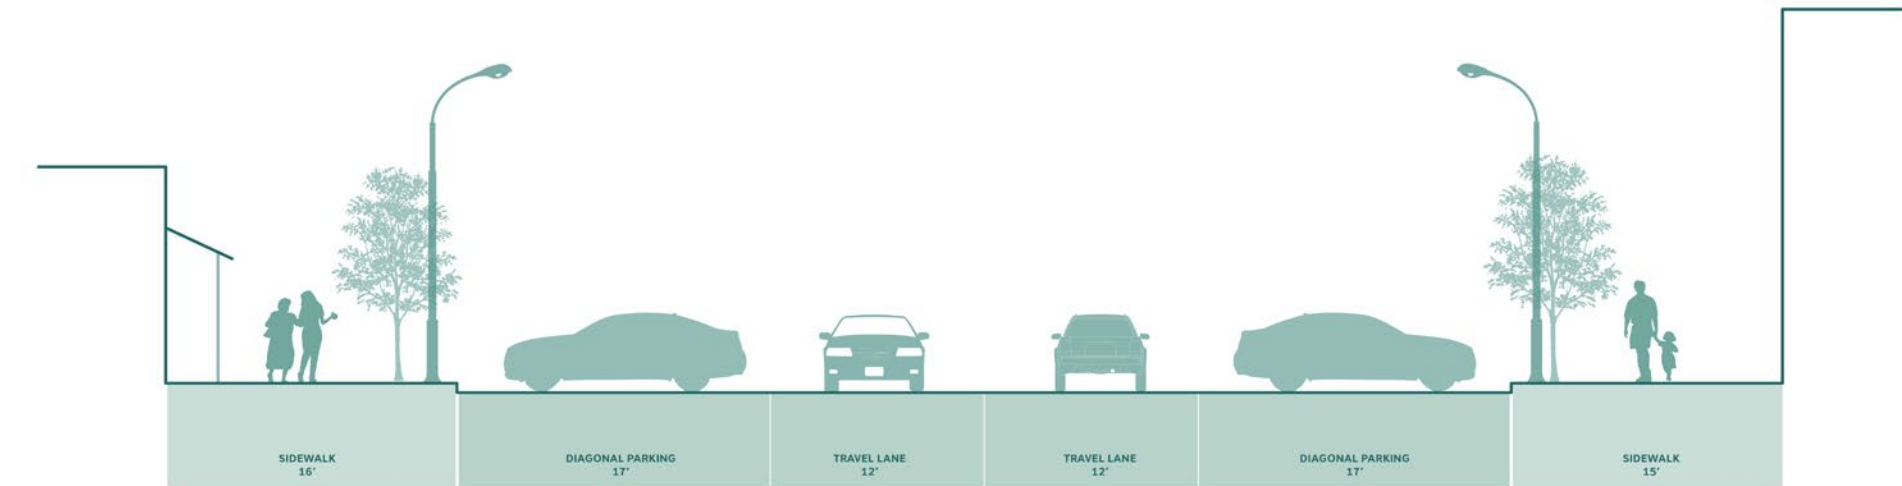 SIDEWALK
16'
DIAGONAL PARKING
17'
TRAVEL LANE
12'
TRAVEL LANE
12'
DIAGONAL PARKING
17'
SIDEWALK
15'